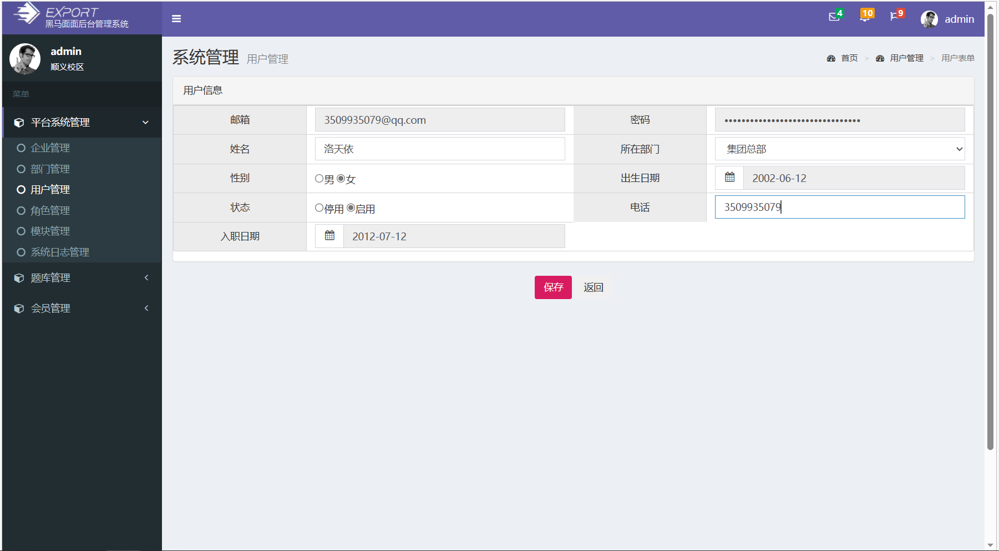 EXPORT
黑马面面后台管理系统
4
10
9
admin
admin
顺义校区
菜单
平台系统管理
企业管理
部门管理
用户管理
角色管理
模块管理
系统日志管理
题库管理
会员管理
系统管理 用户管理
首页 > 用户管理 > 用户表单
用户信息
邮箱 3509935079@qq.com 密码 ••••••••••••••••••••••••••••••••
姓名 洛天依 所在部门 集团总部
性别 男 女 出生日期 2002-06-12
状态 停用 启用 电话 3509935079
入职日期 2012-07-12
保存 返回